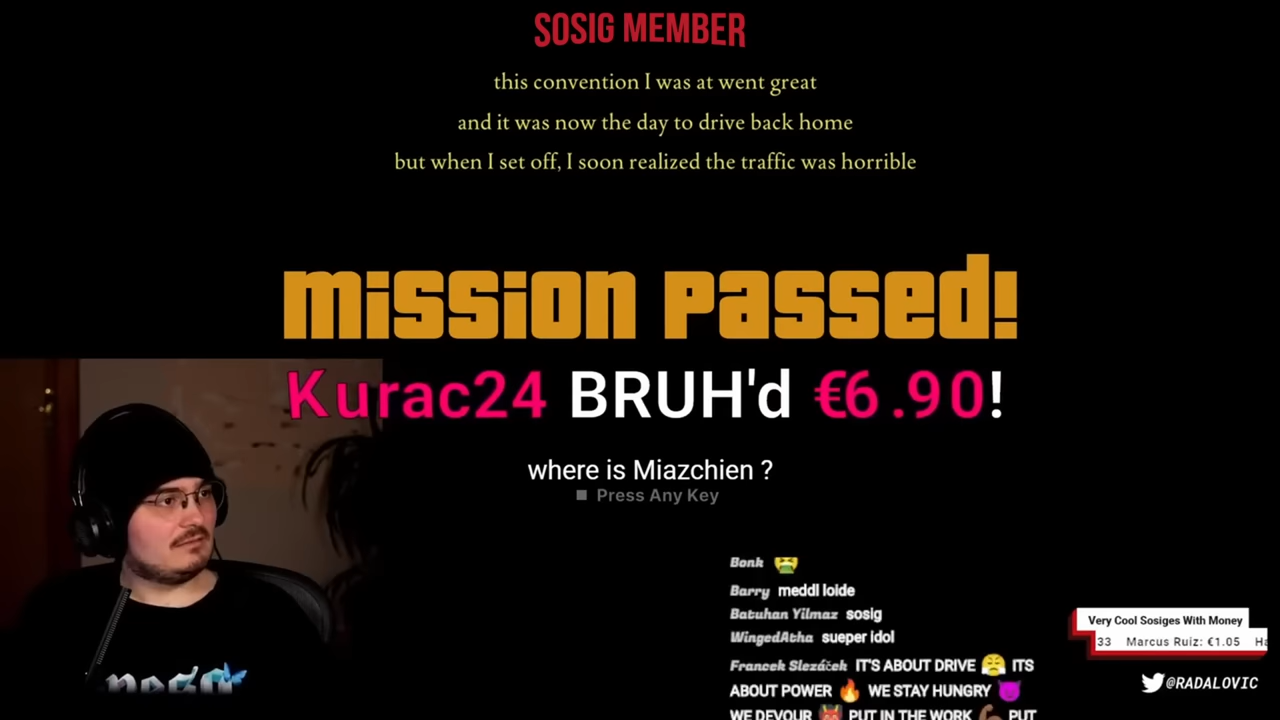 SOSIG MEMBER
this convention I was at went great
and it was now the day to drive back home
but when I set off, I soon realized the traffic was horrible
mission passed!
Kurac24 BRUH'd €6.90!
where is Miazchien ?
Press Any Key
Bonk 🤮
Barry meddl loide
Batuhan Yilmaz sosig
WingedAtha sueper idol
Francek Slezáček IT'S ABOUT DRIVE 😤 ITS
ABOUT POWER 🔥 WE STAY HUNGRY 😈
WE DEVOUR 👹 PUT IN THE WORK 💪🏾 PUT
Very Cool Sosiges With Money
33 Marcus Ruiz: €1.05 Ha
@RADALOVIC